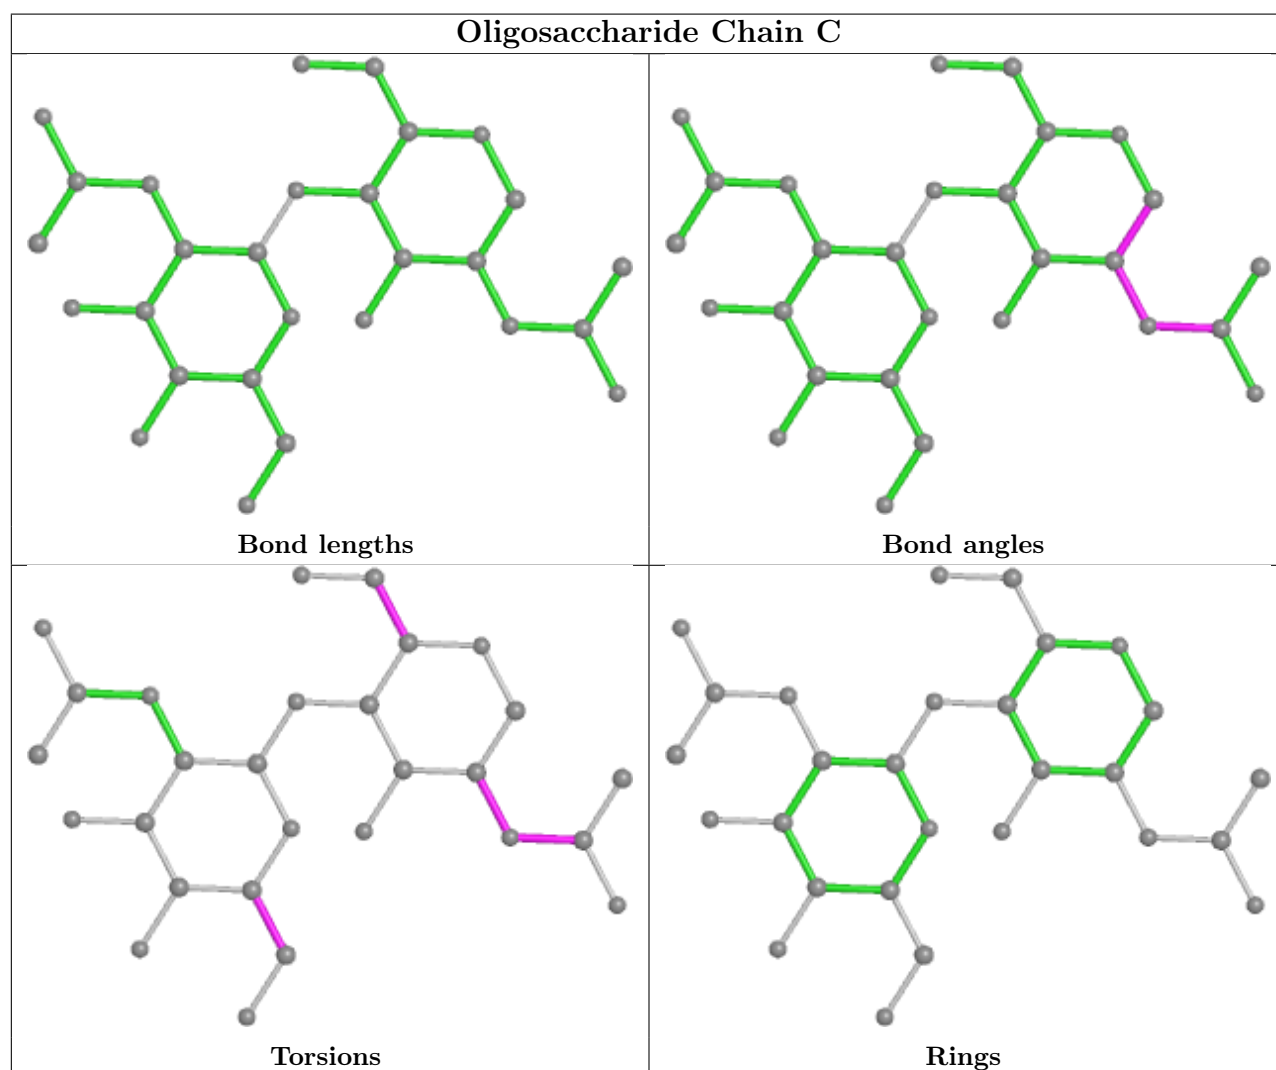 Oligosaccharide Chain C
Bond lengths
Bond angles
Torsions
Rings